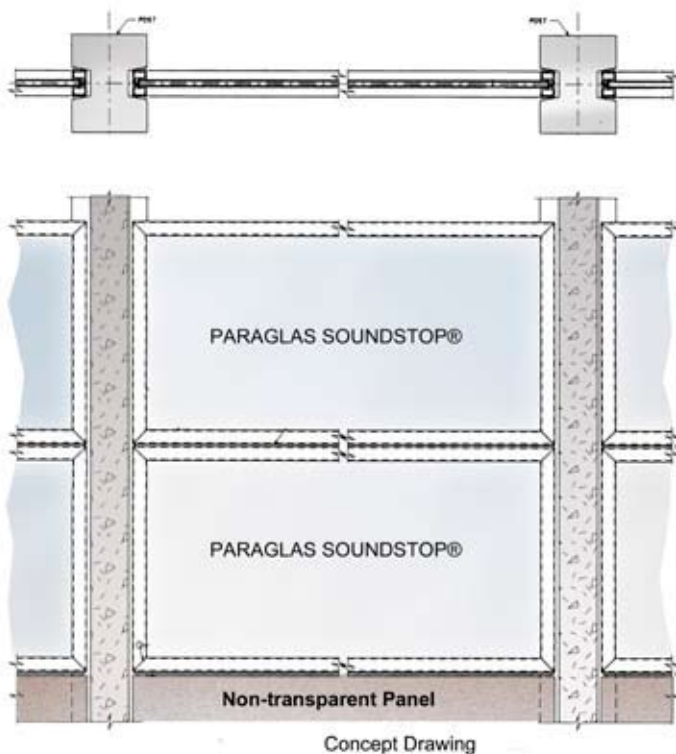 POST
POST
PARAGLAS SOUNDSTOP®
PARAGLAS SOUNDSTOP®
Non-transparent Panel
Concept Drawing